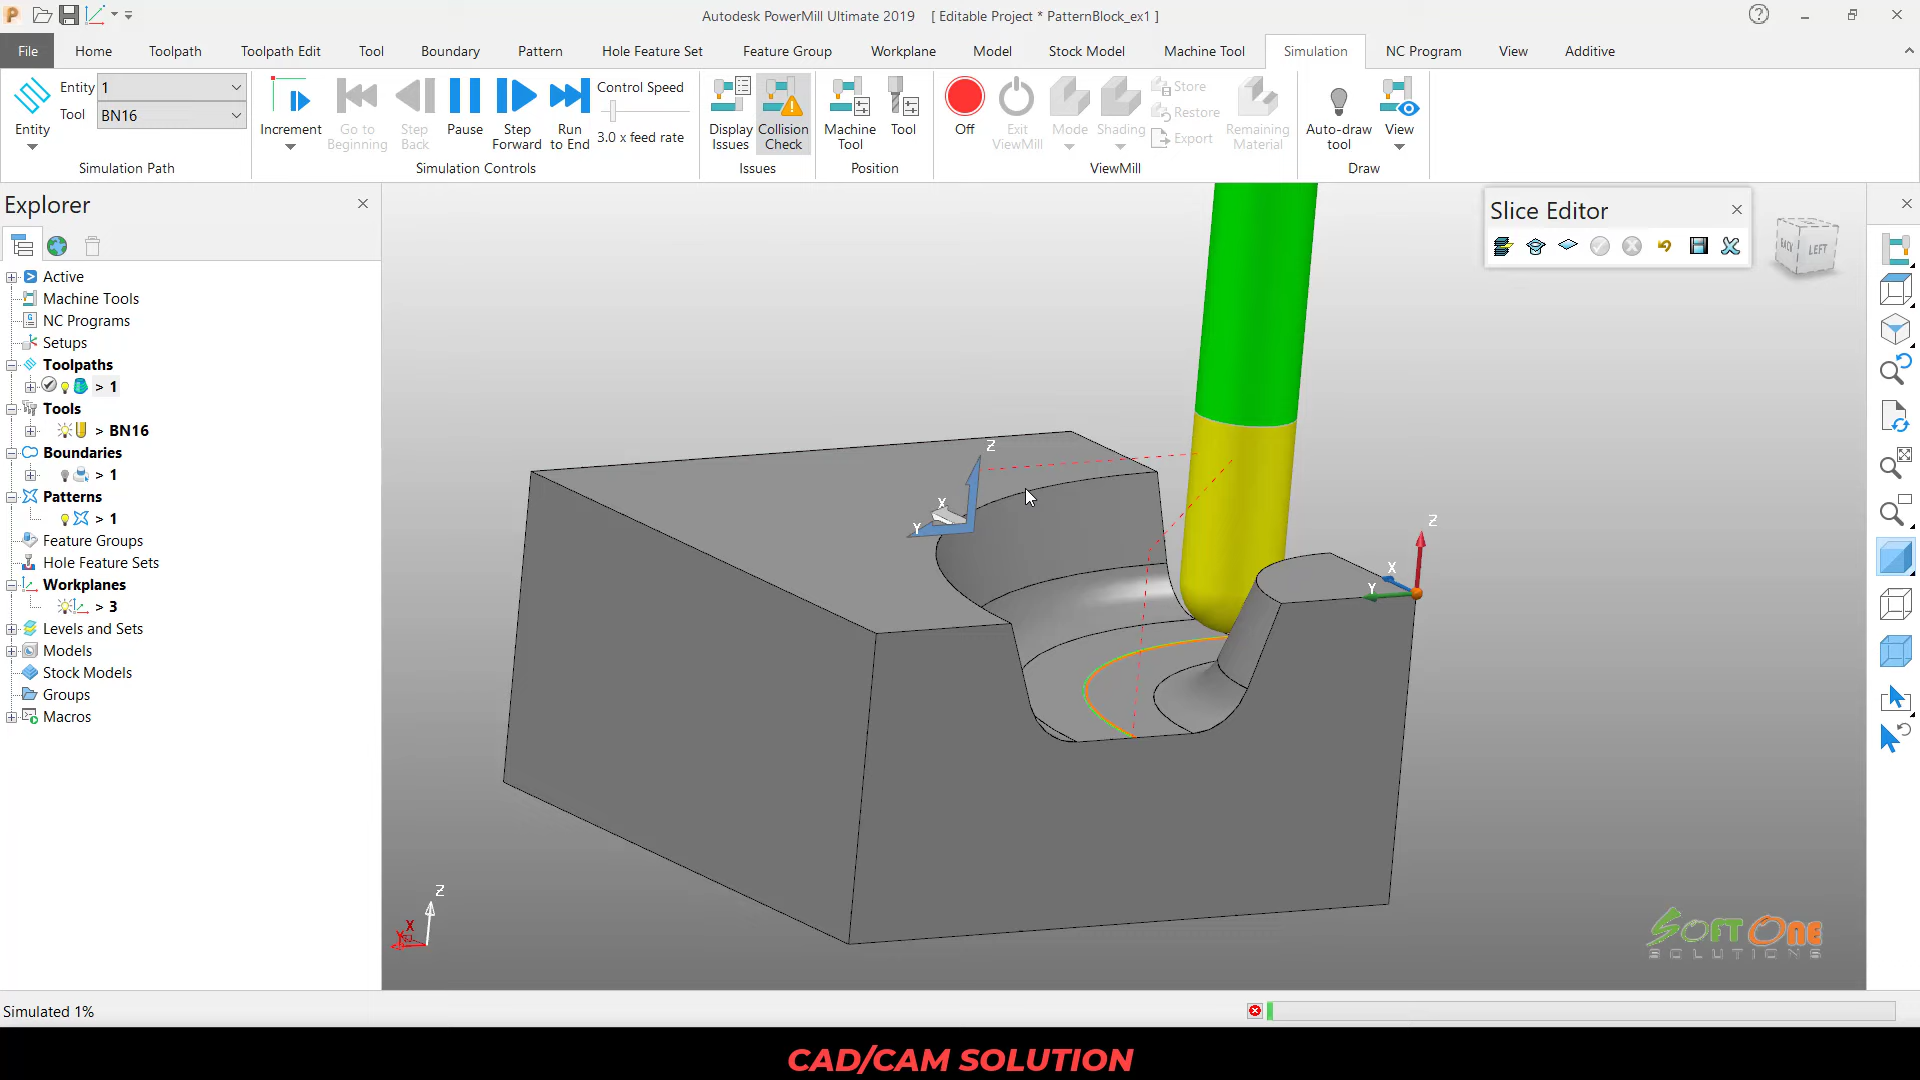 Autodesk PowerMill Ultimate 2019 [ Editable Project * PatternBlock_ex1 ]
File Home Toolpath Toolpath Edit Tool Boundary Pattern Hole Feature Set Feature Group Workplane Model Stock Model Machine Tool Simulation NC Program View Additive
Entity 1
Tool BN16
Entity
Simulation Path
Increment
Go to Beginning
Step Back
Pause
Step Forward
Run to End
Control Speed
3.0 x feed rate
Simulation Controls
Display Issues
Collision Check
Issues
Machine Tool
Tool
Position
Off
Exit ViewMill
Mode
Shading
Store
Restore
Export
Remaining Material
ViewMill
Auto-draw tool
View
Draw
Explorer
Active
Machine Tools
NC Programs
Setups
Toolpaths
> 1
Tools
> BN16
Boundaries
> 1
Patterns
> 1
Feature Groups
Hole Feature Sets
Workplanes
> 3
Levels and Sets
Models
Stock Models
Groups
Macros
Slice Editor
BACK LEFT
Z
X
Y
Z
X
Y
Z
X
Y
SOFTONE
SOLUTIONS
Simulated 1%
CAD/CAM SOLUTION